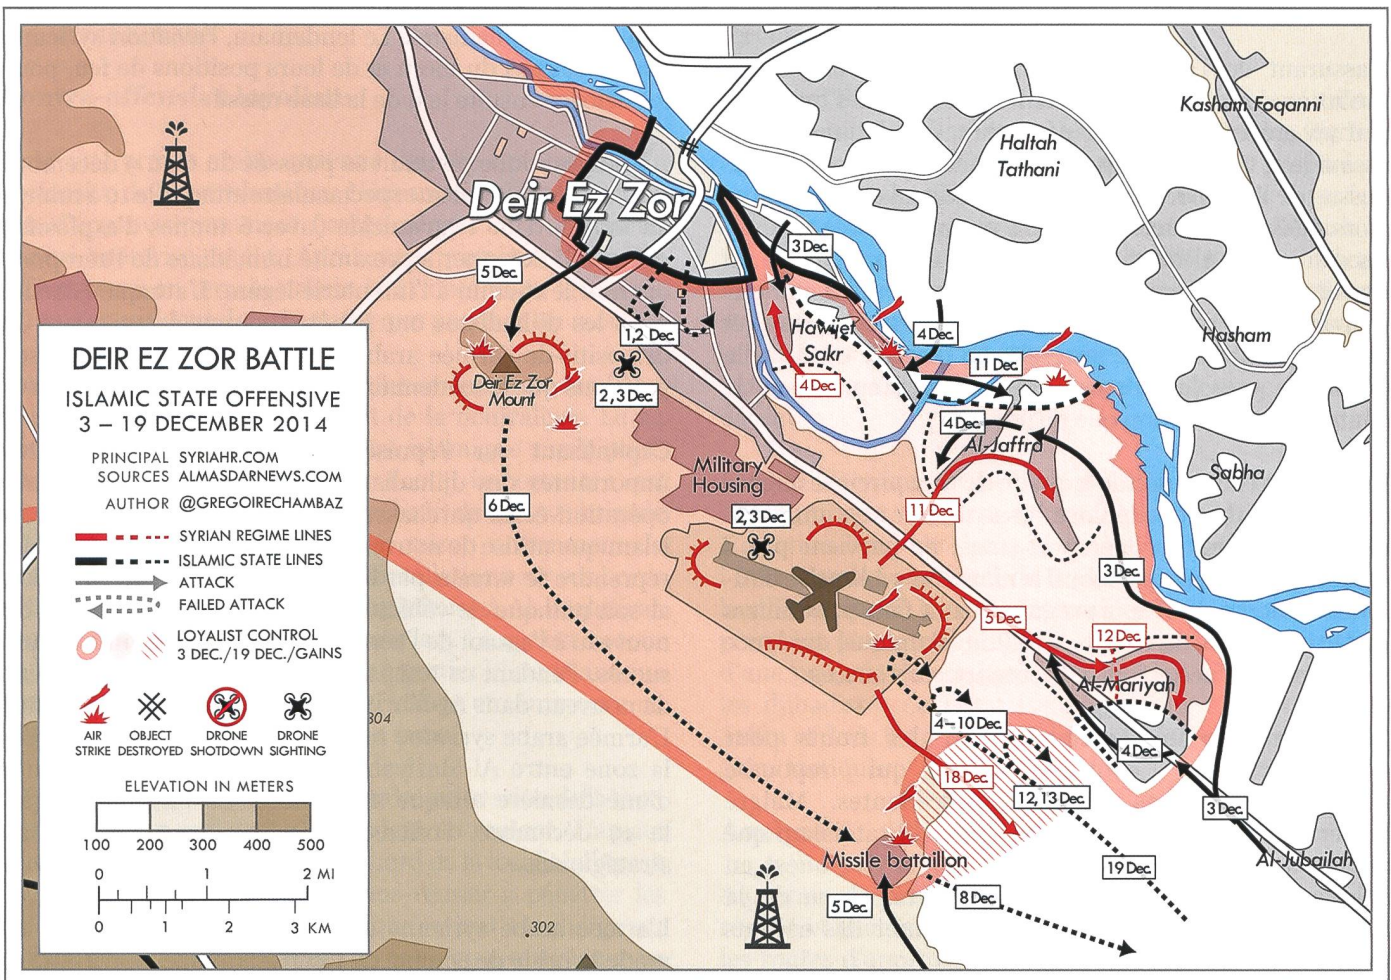 Kasham Foqanni
Haltah
Tathani
Deir Ez Zor
3 Dec.
5 Dec.
1,2 Dec.
Hawijet
Sakr
4 Dec.
Hasham
11 Dec.
4 Dec.
2,3 Dec.
Deir Ez Zor
Mount
4 Dec.
Al-Jaffra
Sabha
Military
Housing
6 Dec.
2,3 Dec.
11 Dec.
3 Dec.
5 Dec.
12 Dec.
Al-Mariyah
4–10 Dec.
4 Dec.
18 Dec.
12,13 Dec.
3 Dec.
Missile bataillon
19 Dec.
Al-Jubailah
5 Dec.
8 Dec.
304
.302
DEIR EZ ZOR BATTLE
ISLAMIC STATE OFFENSIVE
3 – 19 DECEMBER 2014
PRINCIPAL SYRIAHR.COM
SOURCES ALMASDARNEWS.COM
AUTHOR @GREGOIRECHAMBAZ
SYRIAN REGIME LINES
ISLAMIC STATE LINES
ATTACK
FAILED ATTACK
LOYALIST CONTROL
3 DEC./19 DEC./GAINS
AIR STRIKE
OBJECT DESTROYED
DRONE SHOTDOWN
DRONE SIGHTING
ELEVATION IN METERS
100 200 300 400 500
0 1 2 MI
0 1 2 3 KM